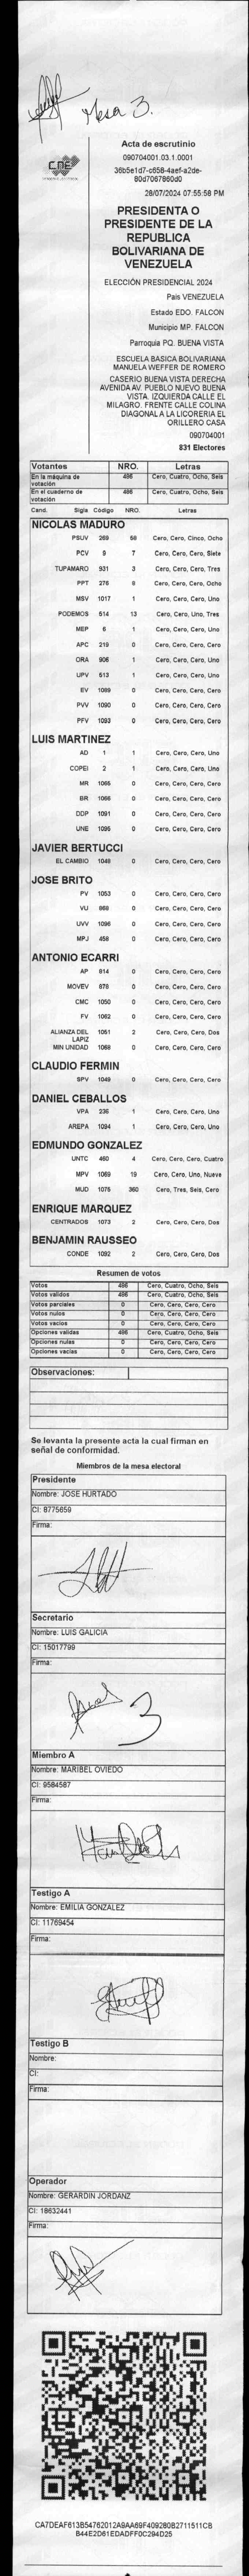 Mesa 3.
CNE
Acta de escrutinio
090704001.03.1.0001
36b5e1d7-c658-4aef-a2de-
80d7067860d0
28/07/2024 07:55:58 PM
PRESIDENTA O
PRESIDENTE DE LA
REPUBLICA
BOLIVARIANA DE
VENEZUELA
ELECCIÓN PRESIDENCIAL 2024
Pais VENEZUELA
Estado EDO. FALCON
Municipio MP. FALCON
Parroquia PQ. BUENA VISTA
ESCUELA BASICA BOLIVARIANA
MANUELA WEFFER DE ROMERO
CASERIO BUENA VISTA DERECHA
AVENIDA AV. PUEBLO NUEVO BUENA
VISTA. IZQUIERDA CALLE EL
MILAGRO. FRENTE CALLE COLINA
DIAGONAL A LA LICORERIA EL
ORILLERO CASA
090704001
831 Electores
Votantes NRO. Letras
En la máquina de votación 486 Cero, Cuatro, Ocho, Seis
En el cuaderno de votación 486 Cero, Cuatro, Ocho, Seis
Cand. Sigla Código NRO. Letras
NICOLAS MADURO
PSUV 269 58 Cero, Cero, Cinco, Ocho
PCV 9 7 Cero, Cero, Cero, Siete
TUPAMARO 931 3 Cero, Cero, Cero, Tres
PPT 276 8 Cero, Cero, Cero, Ocho
MSV 1017 1 Cero, Cero, Cero, Uno
PODEMOS 514 13 Cero, Cero, Uno, Tres
MEP 6 1 Cero, Cero, Cero, Uno
APC 219 0 Cero, Cero, Cero, Cero
ORA 906 1 Cero, Cero, Cero, Uno
UPV 513 1 Cero, Cero, Cero, Uno
EV 1089 0 Cero, Cero, Cero, Cero
PVV 1090 0 Cero, Cero, Cero, Cero
PFV 1093 0 Cero, Cero, Cero, Cero
LUIS MARTINEZ
AD 1 1 Cero, Cero, Cero, Uno
COPEI 2 1 Cero, Cero, Cero, Uno
MR 1065 0 Cero, Cero, Cero, Cero
BR 1066 0 Cero, Cero, Cero, Cero
DDP 1091 0 Cero, Cero, Cero, Cero
UNE 1095 0 Cero, Cero, Cero, Cero
JAVIER BERTUCCI
EL CAMBIO 1048 0 Cero, Cero, Cero, Cero
JOSE BRITO
PV 1053 0 Cero, Cero, Cero, Cero
VU 868 0 Cero, Cero, Cero, Cero
UVV 1096 0 Cero, Cero, Cero, Cero
MPJ 458 0 Cero, Cero, Cero, Cero
ANTONIO ECARRI
AP 814 0 Cero, Cero, Cero, Cero
MOVEV 878 0 Cero, Cero, Cero, Cero
CMC 1050 0 Cero, Cero, Cero, Cero
FV 1062 0 Cero, Cero, Cero, Cero
ALIANZA DEL LAPIZ 1051 2 Cero, Cero, Cero, Dos
MIN UNIDAD 1068 0 Cero, Cero, Cero, Cero
CLAUDIO FERMIN
SPV 1049 0 Cero, Cero, Cero, Cero
DANIEL CEBALLOS
VPA 235 1 Cero, Cero, Cero, Uno
AREPA 1094 1 Cero, Cero, Cero, Uno
EDMUNDO GONZALEZ
UNTC 460 4 Cero, Cero, Cero, Cuatro
MPV 1069 19 Cero, Cero, Uno, Nueve
MUD 1075 360 Cero, Tres, Seis, Cero
ENRIQUE MARQUEZ
CENTRADOS 1073 2 Cero, Cero, Cero, Dos
BENJAMIN RAUSSEO
CONDE 1092 2 Cero, Cero, Cero, Dos
Resumen de votos
Votos 486 Cero, Cuatro, Ocho, Seis
Votos validos 486 Cero, Cuatro, Ocho, Seis
Votos parciales 0 Cero, Cero, Cero, Cero
Votos nulos 0 Cero, Cero, Cero, Cero
Votos vacios 0 Cero, Cero, Cero, Cero
Opciones validas 486 Cero, Cuatro, Ocho, Seis
Opciones nulas 0 Cero, Cero, Cero, Cero
Opciones vacias 0 Cero, Cero, Cero, Cero
Observaciones:
Se levanta la presente acta la cual firman en
señal de conformidad.
Miembros de la mesa electoral
Presidente
Nombre: JOSE HURTADO
CI: 8775659
Firma:
Secretario
Nombre: LUIS GALICIA
CI: 15017799
Firma:
3
Miembro A
Nombre: MARIBEL OVIEDO
CI: 9584587
Firma:
Testigo A
Nombre: EMILIA GONZALEZ
CI: 11769454
Firma:
Testigo B
Nombre:
CI:
Firma:
Operador
Nombre: GERARDIN JORDANZ
CI: 18632441
Firma:
CA7DEAF613B54762012A9AA69F409280B2711511CB
B44E2D61EDADFF0C294D25